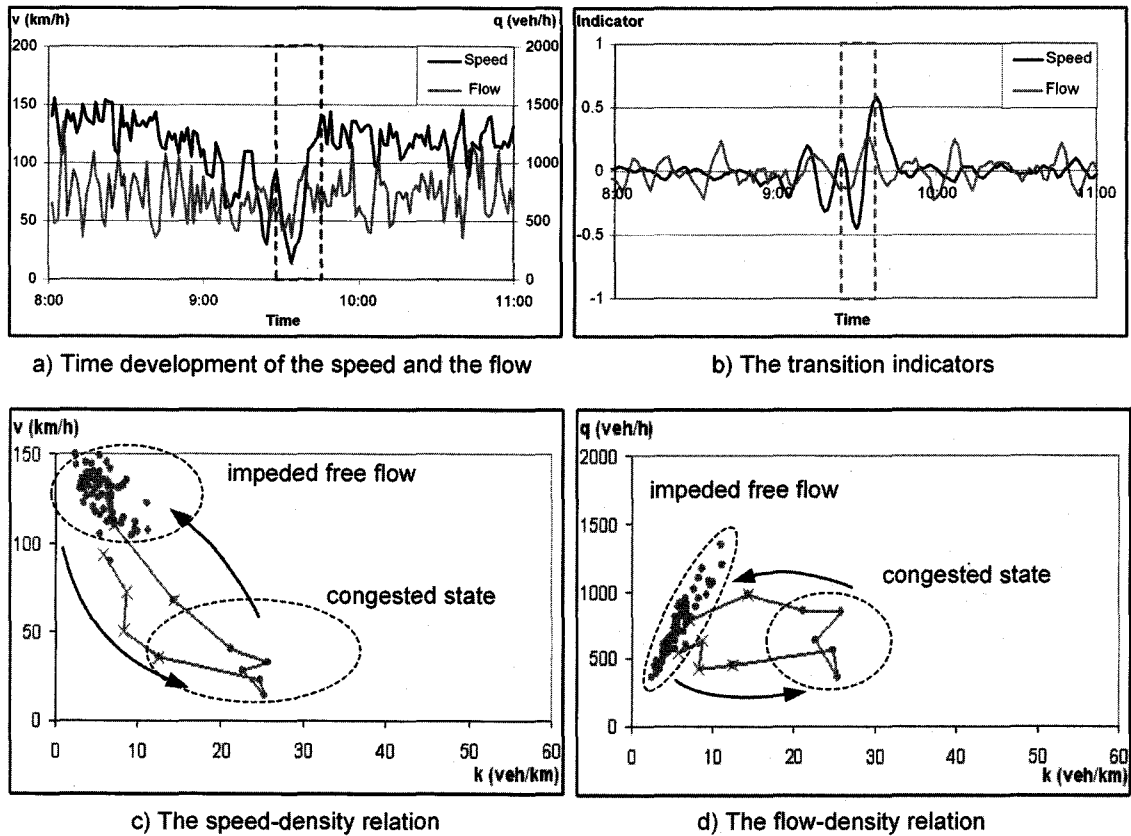 v (km/h)
q (veh/h)
200
150
100
50
0
2000
1500
1000
500
0
Speed
Flow
8:00
9:00
10:00
11:00
Time
a) Time development of the speed and the flow
Indicator
1
0.5
0
-0.5
-1
Speed
Flow
8:00
9:00
10:00
11:00
Time
b) The transition indicators
v (km/h)
150
100
50
0
impeded free flow
congested state
0
10
20
30
40
50
60
k (veh/km)
c) The speed-density relation
q (veh/h)
2000
1500
1000
500
0
impeded free flow
congested state
0
10
20
30
40
50
60
k (veh/km)
d) The flow-density relation